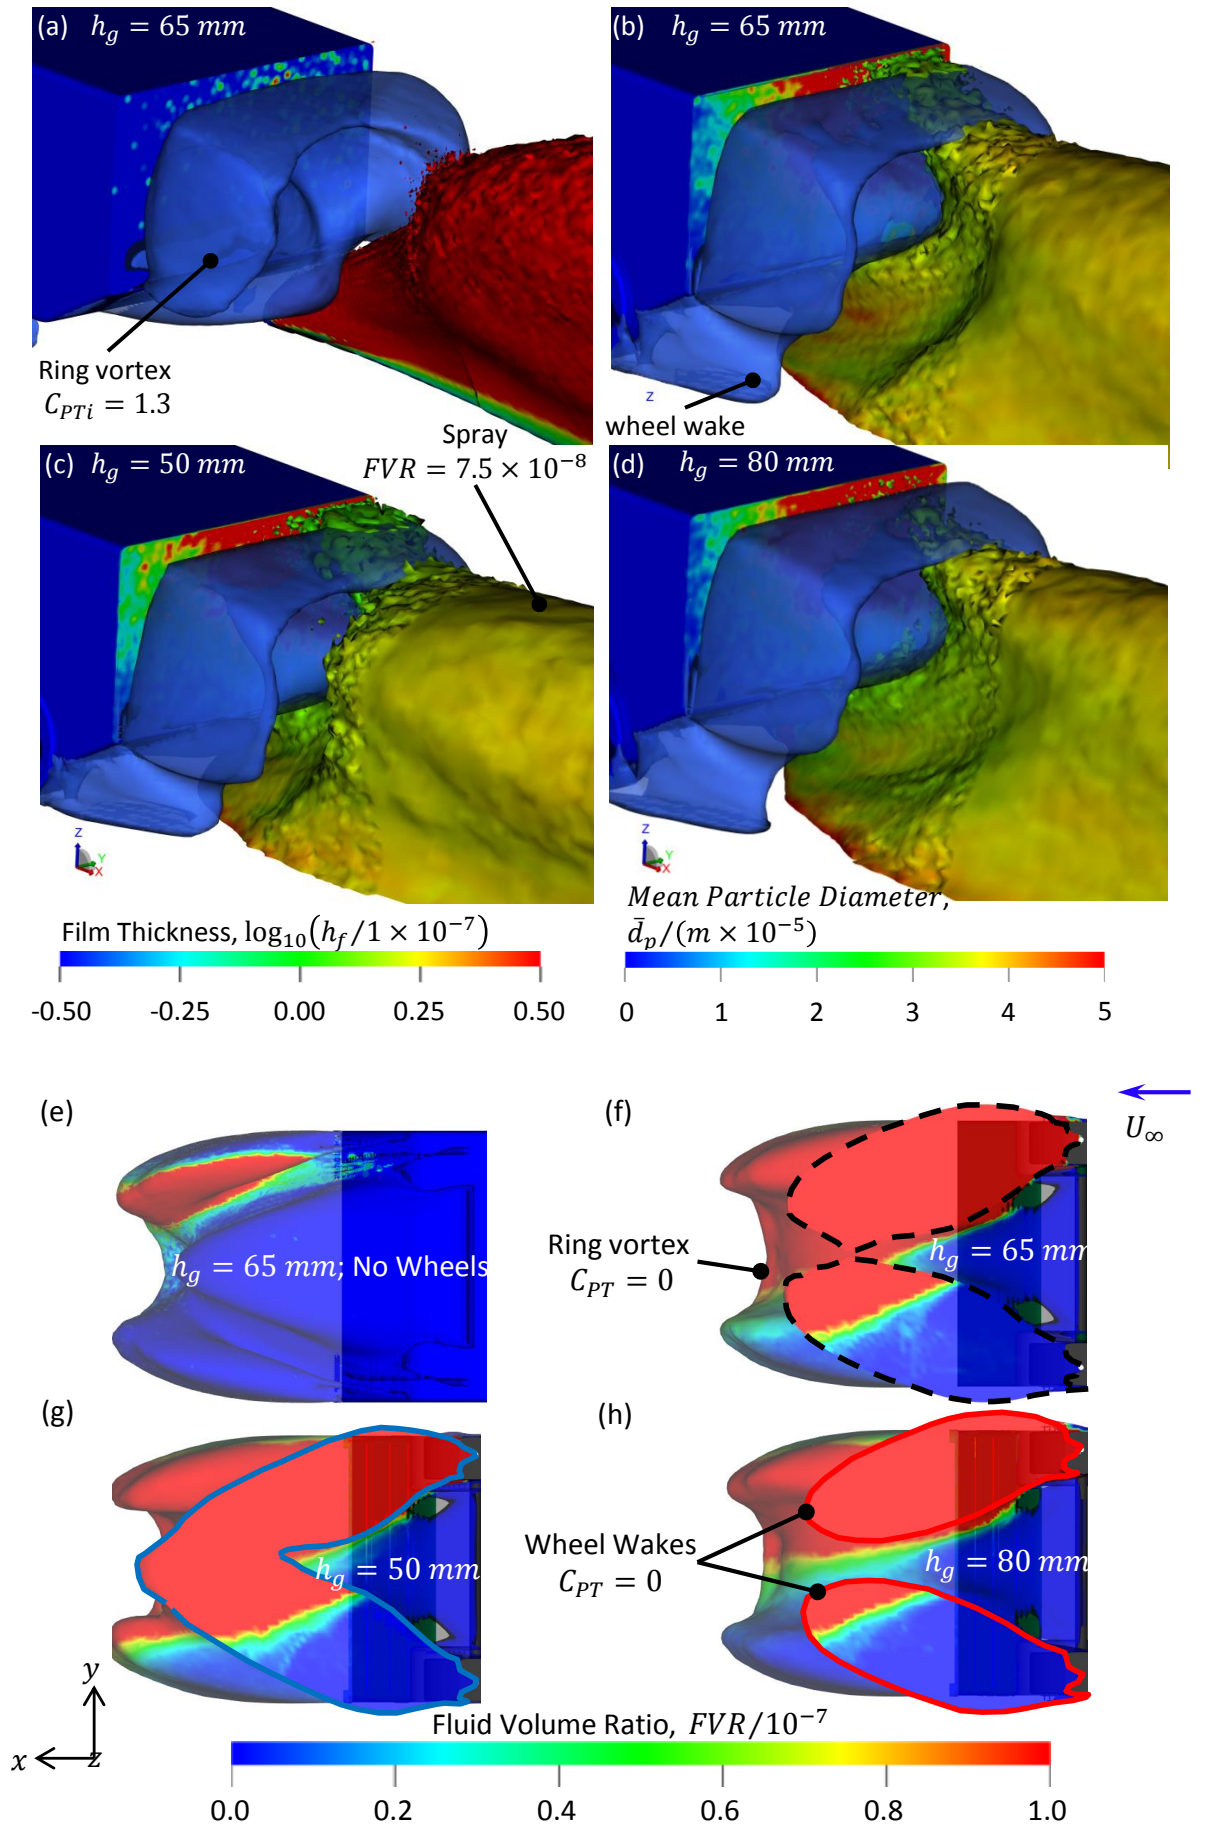 (a) h_g = 65 mm
(b) h_g = 65 mm
Ring vortex
C_PTi = 1.3
z
wheel wake
Spray
FVR = 7.5 × 10^−8
(c) h_g = 50 mm
(d) h_g = 80 mm
Z
Y
X
Z
Y
X
Film Thickness, log_10(h_f/1 × 10^−7)
-0.50 -0.25 0.00 0.25 0.50
Mean Particle Diameter,
d̄_p/(m × 10^−5)
0 1 2 3 4 5
(e)
(f)
U_∞
h_g = 65 mm; No Wheels
Ring vortex
C_PT = 0
h_g = 65 mm
(g)
(h)
h_g = 50 mm
Wheel Wakes
C_PT = 0
h_g = 80 mm
y
x
z
Fluid Volume Ratio, FVR/10^−7
0.0 0.2 0.4 0.6 0.8 1.0